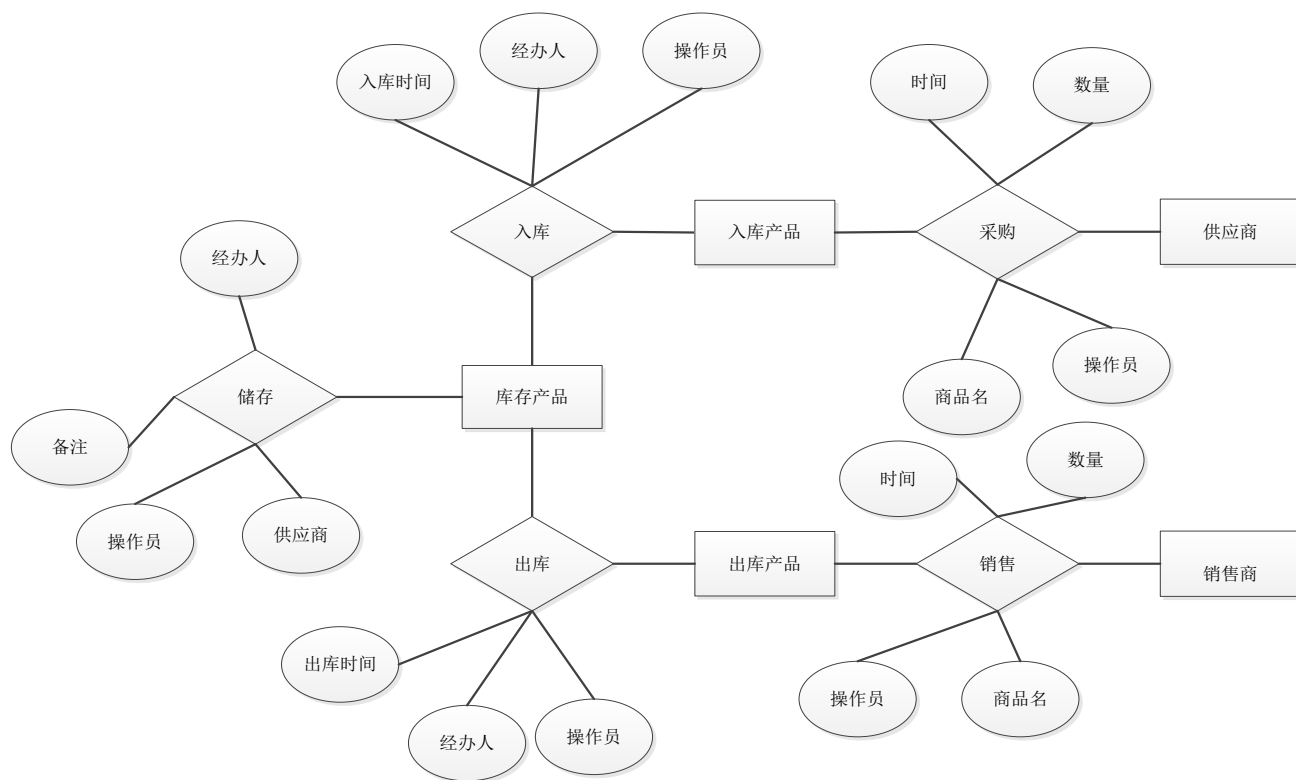 经办人
操作员
入库时间
时间
数量
入库
入库产品
采购
供应商
经办人
储存
库存产品
商品名
操作员
备注
操作员
供应商
时间
数量
出库
出库产品
销售
销售商
出库时间
经办人
操作员
操作员
商品名